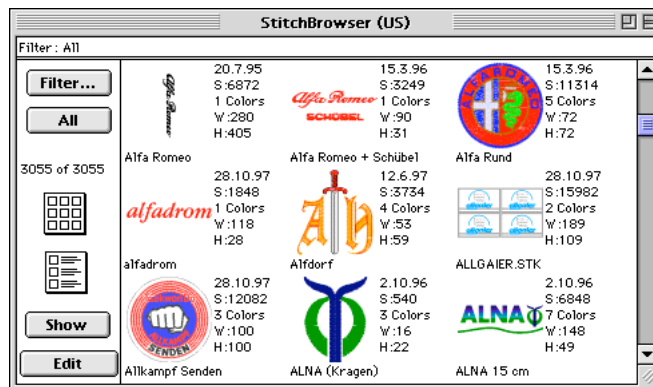 StitchBrowser (US)
Filter : All
Filter...
All
3055 of 3055
Show
Edit
Alfa Romeo
20.7.95
S:6872
1 Colors
W:280
H:405
Alfa Romeo
Alfa Romeo
SCHÖBEL
15.3.96
S:3249
1 Colors
W:90
H:31
Alfa Romeo + Schübel
ALFA ROMEO
15.3.96
S:11314
5 Colors
W:72
H:72
Alfa Rund
alfadrom
28.10.97
S:1848
1 Colors
W:118
H:28
alfadrom
AH
12.6.97
S:3734
4 Colors
W:53
H:59
Alfdorf
28.10.97
S:15982
2 Colors
W:189
H:109
ALLGAIER.STK
SENDEN
28.10.97
S:12082
3 Colors
W:100
H:100
Allkampf Senden
2.10.96
S:540
3 Colors
W:16
H:22
ALNA (Kragen)
ALNA
2.10.96
S:6848
7 Colors
W:148
H:49
ALNA 15 cm